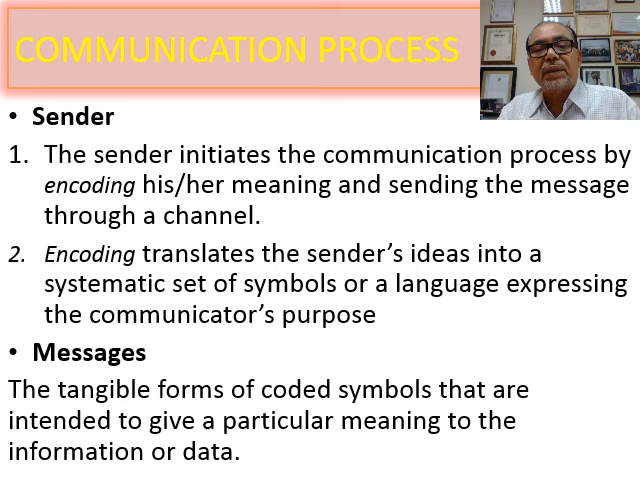 COMMUNICATION PROCESS
• Sender
1. The sender initiates the communication process by
encoding his/her meaning and sending the message
through a channel.
2. Encoding translates the sender's ideas into a
systematic set of symbols or a language expressing
the communicator's purpose
• Messages
The tangible forms of coded symbols that are
intended to give a particular meaning to the
information or data.